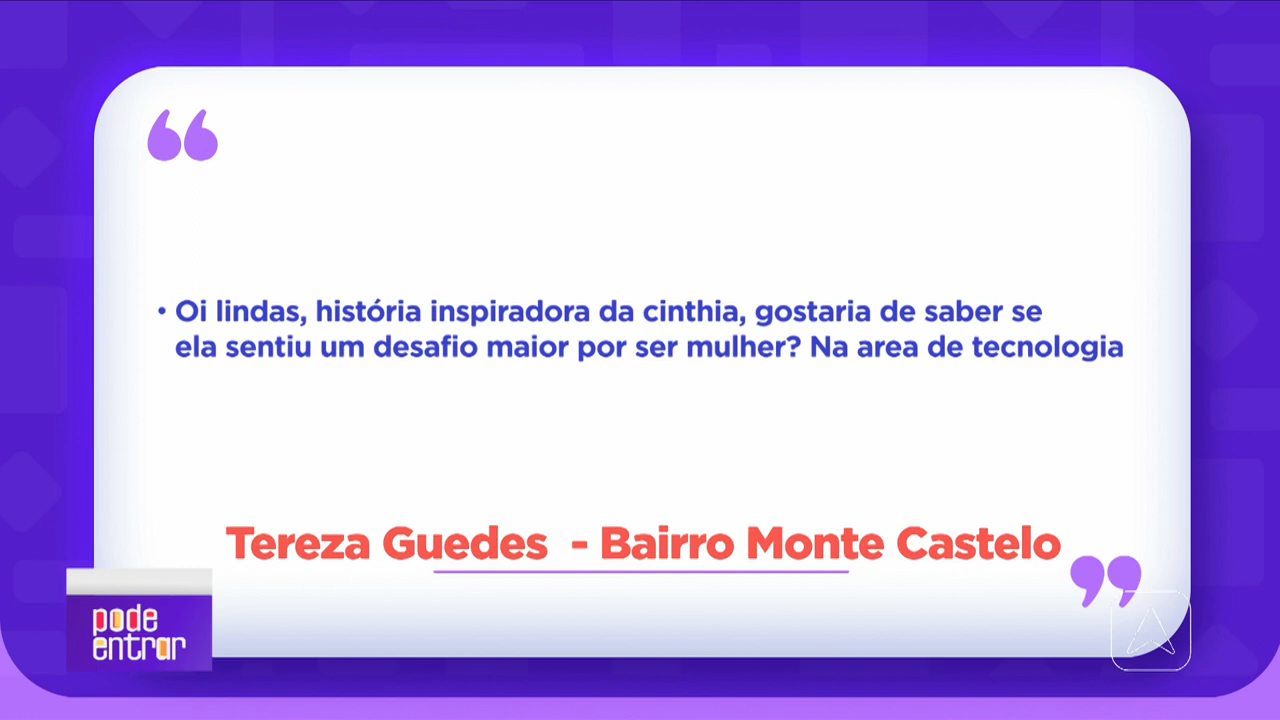 “
• Oi lindas, história inspiradora da cinthia, gostaria de saber se
ela sentiu um desafio maior por ser mulher? Na area de tecnologia
Tereza Guedes - Bairro Monte Castelo
”
pode
entrar